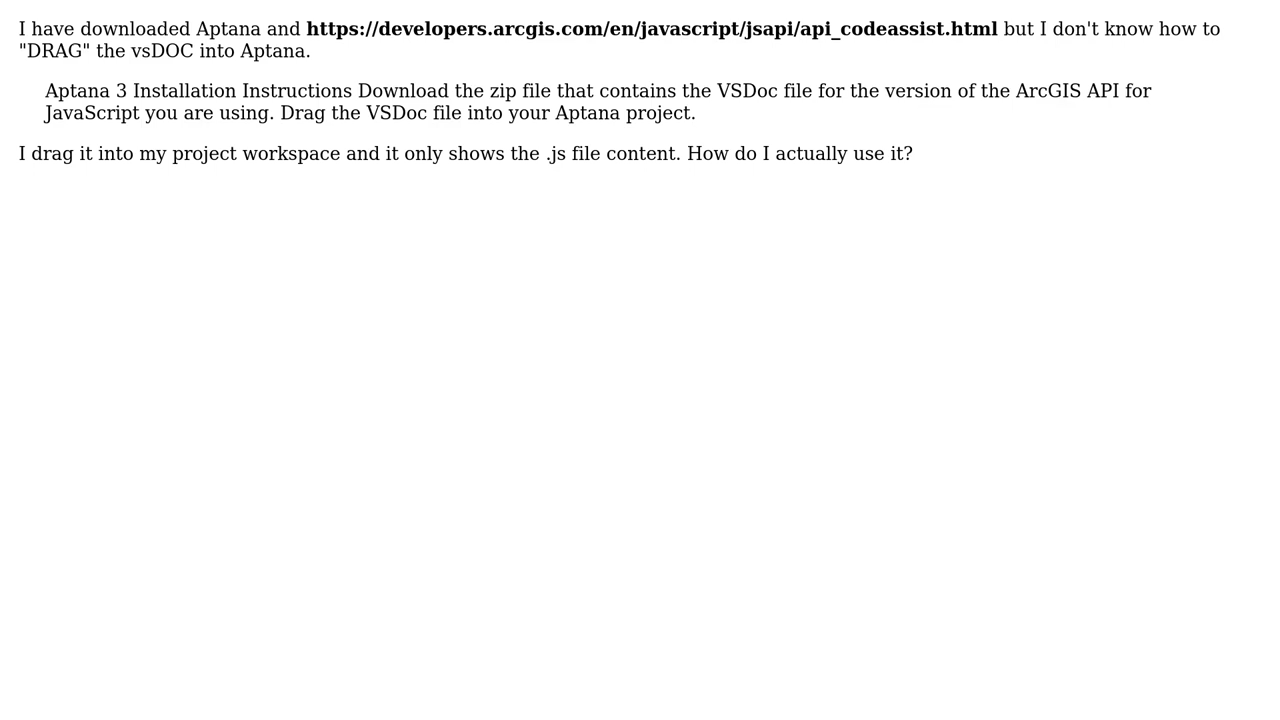 I have downloaded Aptana and https://developers.arcgis.com/en/javascript/jsapi/api_codeassist.html but I don't know how to
"DRAG" the vsDOC into Aptana.
Aptana 3 Installation Instructions Download the zip file that contains the VSDoc file for the version of the ArcGIS API for
JavaScript you are using. Drag the VSDoc file into your Aptana project.
I drag it into my project workspace and it only shows the .js file content. How do I actually use it?